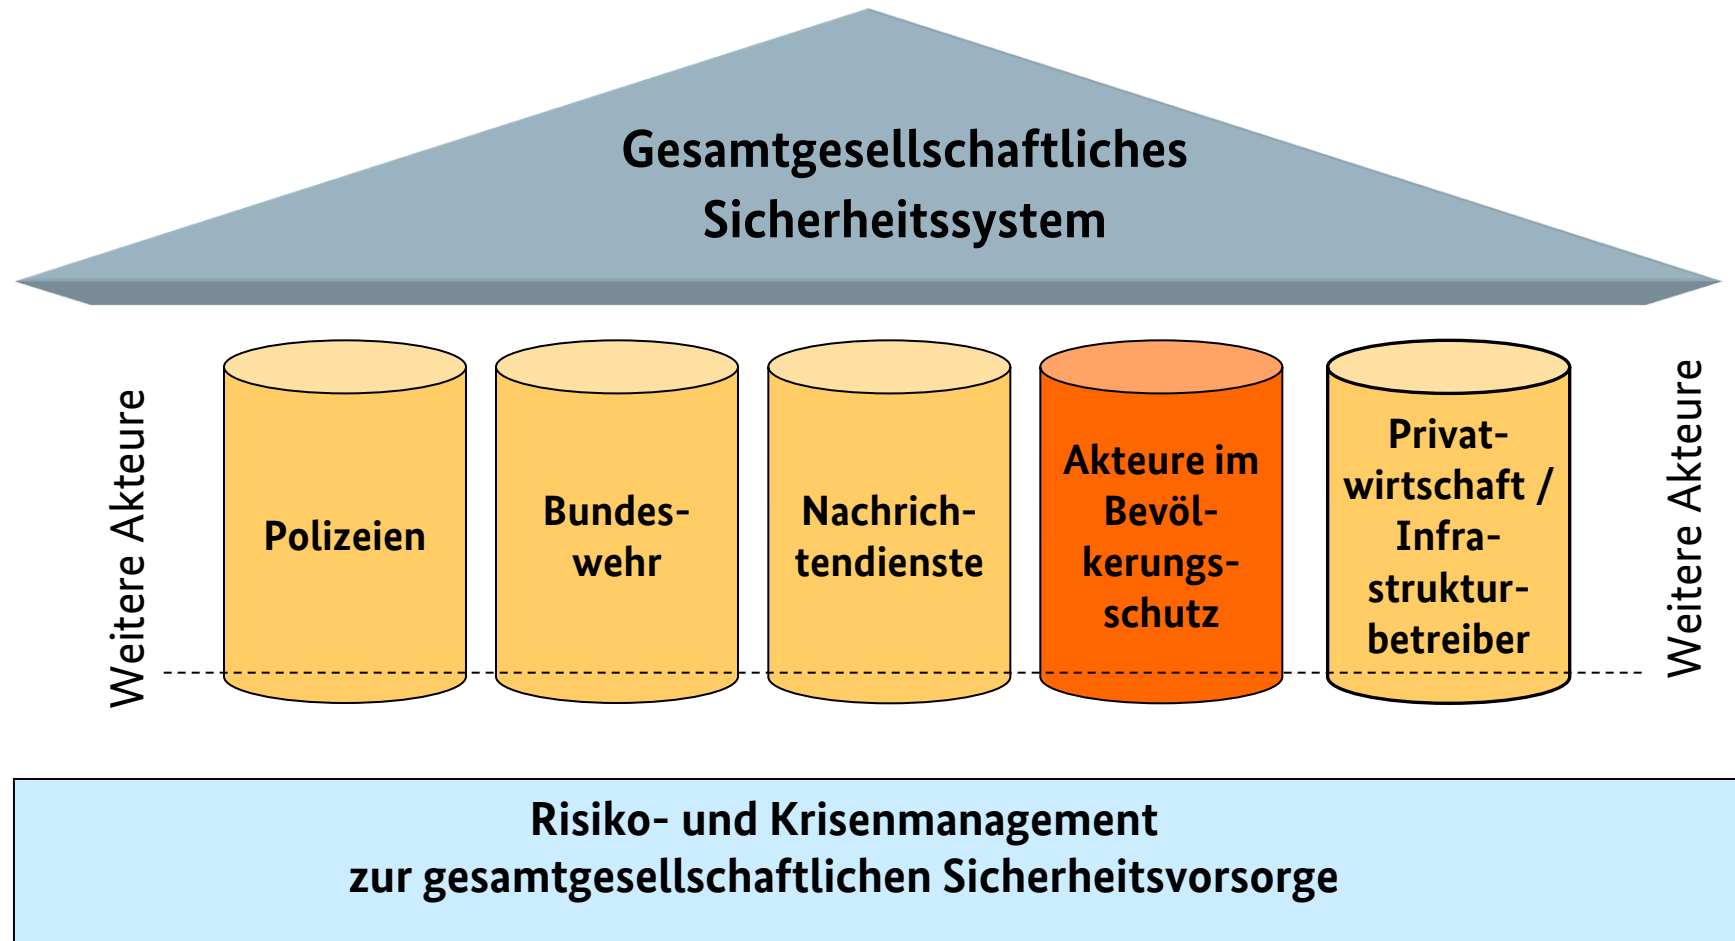 Gesamtgesellschaftliches
Sicherheitssystem
Weitere Akteure
Polizeien
Bundes-
wehr
Nachrich-
tendienste
Akteure im
Bevöl-
kerungs-
schutz
Privat-
wirtschaft /
Infra-
struktur-
betreiber
Weitere Akteure
Risiko- und Krisenmanagement
zur gesamtgesellschaftlichen Sicherheitsvorsorge